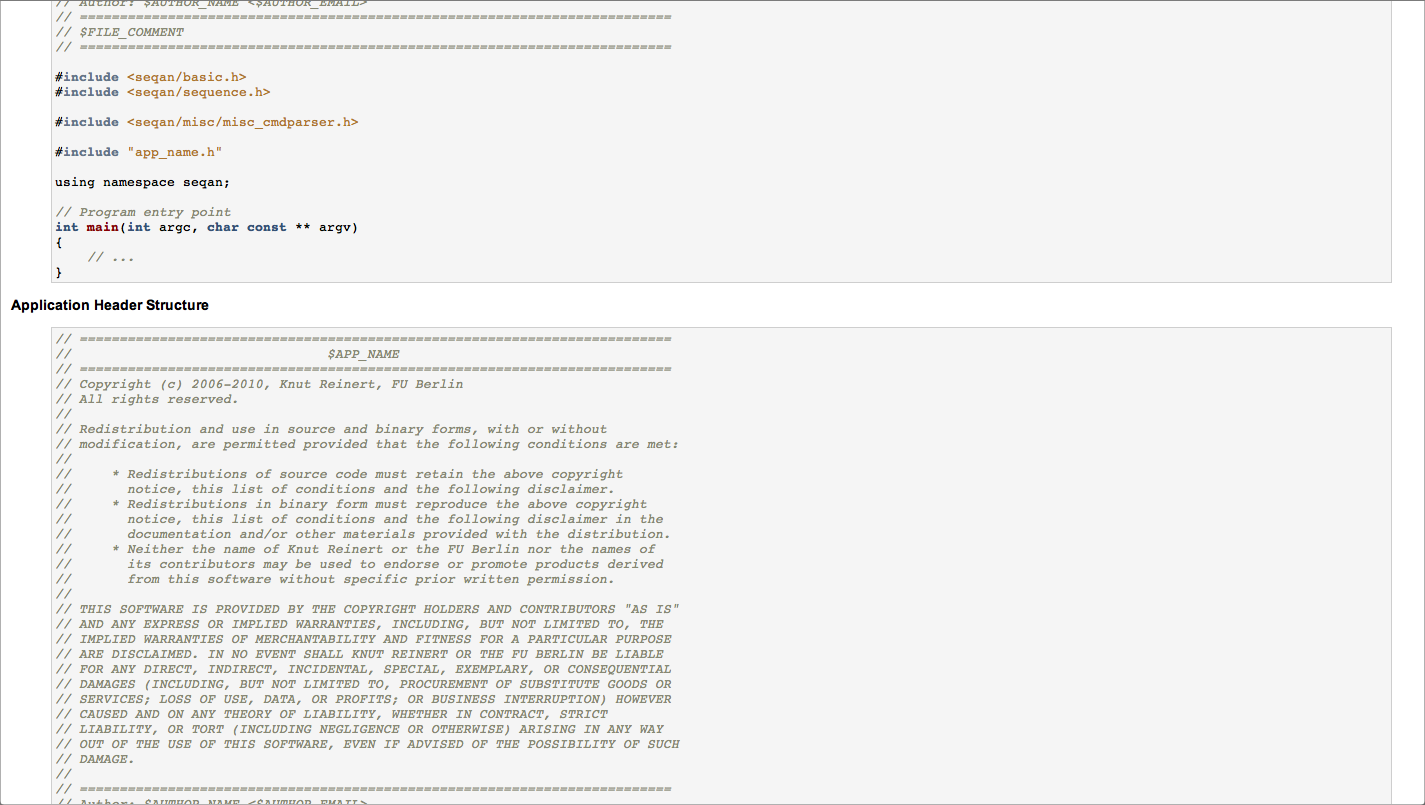 // Author: $AUTHOR_NAME <$AUTHOR_EMAIL>
// ==========================================================================
// $FILE_COMMENT
// ==========================================================================
#include <seqan/basic.h>
#include <seqan/sequence.h>
#include <seqan/misc/misc_cmdparser.h>
#include "app_name.h"
using namespace seqan;
// Program entry point
int main(int argc, char const ** argv)
{
    // ...
}
Application Header Structure
// ==========================================================================
//                                $APP_NAME
// ==========================================================================
// Copyright (c) 2006-2010, Knut Reinert, FU Berlin
// All rights reserved.
//
// Redistribution and use in source and binary forms, with or without
// modification, are permitted provided that the following conditions are met:
//
//     * Redistributions of source code must retain the above copyright
//       notice, this list of conditions and the following disclaimer.
//     * Redistributions in binary form must reproduce the above copyright
//       notice, this list of conditions and the following disclaimer in the
//       documentation and/or other materials provided with the distribution.
//     * Neither the name of Knut Reinert or the FU Berlin nor the names of
//       its contributors may be used to endorse or promote products derived
//       from this software without specific prior written permission.
//
// THIS SOFTWARE IS PROVIDED BY THE COPYRIGHT HOLDERS AND CONTRIBUTORS "AS IS"
// AND ANY EXPRESS OR IMPLIED WARRANTIES, INCLUDING, BUT NOT LIMITED TO, THE
// IMPLIED WARRANTIES OF MERCHANTABILITY AND FITNESS FOR A PARTICULAR PURPOSE
// ARE DISCLAIMED. IN NO EVENT SHALL KNUT REINERT OR THE FU BERLIN BE LIABLE
// FOR ANY DIRECT, INDIRECT, INCIDENTAL, SPECIAL, EXEMPLARY, OR CONSEQUENTIAL
// DAMAGES (INCLUDING, BUT NOT LIMITED TO, PROCUREMENT OF SUBSTITUTE GOODS OR
// SERVICES; LOSS OF USE, DATA, OR PROFITS; OR BUSINESS INTERRUPTION) HOWEVER
// CAUSED AND ON ANY THEORY OF LIABILITY, WHETHER IN CONTRACT, STRICT
// LIABILITY, OR TORT (INCLUDING NEGLIGENCE OR OTHERWISE) ARISING IN ANY WAY
// OUT OF THE USE OF THIS SOFTWARE, EVEN IF ADVISED OF THE POSSIBILITY OF SUCH
// DAMAGE.
//
// ==========================================================================
// Author: $AUTHOR_NAME <$AUTHOR_EMAIL>